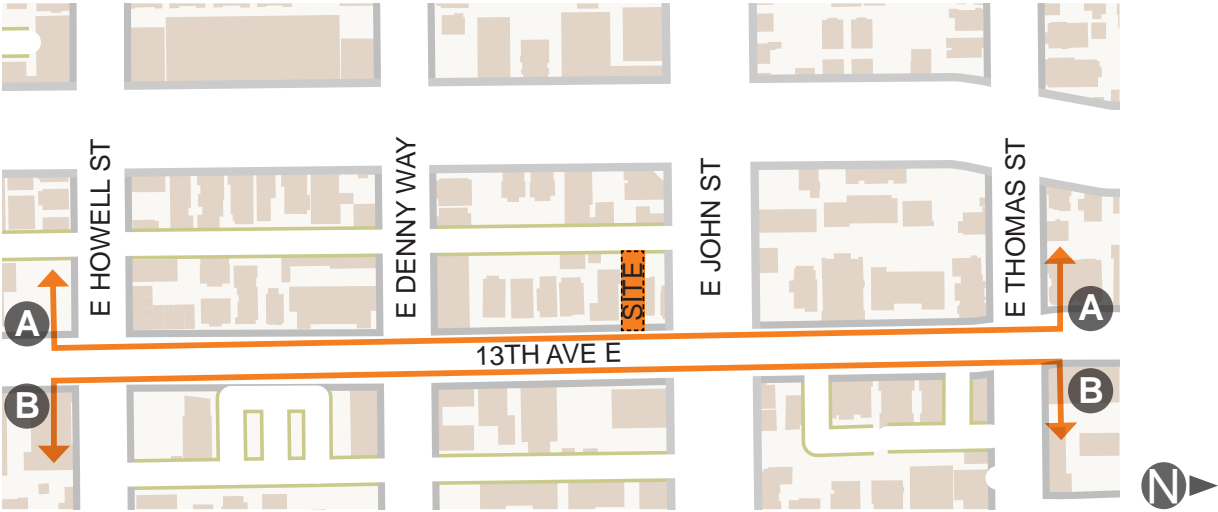 E HOWELL ST
E DENNY WAY
E JOHN ST
E THOMAS ST
SITE
A
A
13TH AVE E
B
B
N